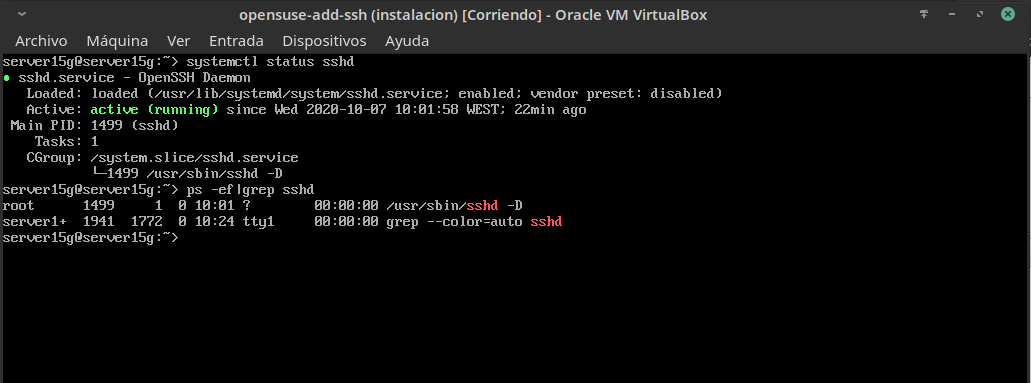 opensuse-add-ssh (instalacion) [Corriendo] - Oracle VM VirtualBox
Archivo Máquina Ver Entrada Dispositivos Ayuda
server15g@server15g:~> systemctl status sshd
● sshd.service - OpenSSH Daemon
   Loaded: loaded (/usr/lib/systemd/system/sshd.service; enabled; vendor preset: disabled)
   Active: active (running) since Wed 2020-10-07 10:01:58 WEST; 22min ago
 Main PID: 1499 (sshd)
    Tasks: 1
   CGroup: /system.slice/sshd.service
           └─1499 /usr/sbin/sshd -D
server15g@server15g:~> ps -ef|grep sshd
root      1499     1  0 10:01 ?        00:00:00 /usr/sbin/sshd -D
server1+  1941  1772  0 10:24 tty1     00:00:00 grep --color=auto sshd
server15g@server15g:~>